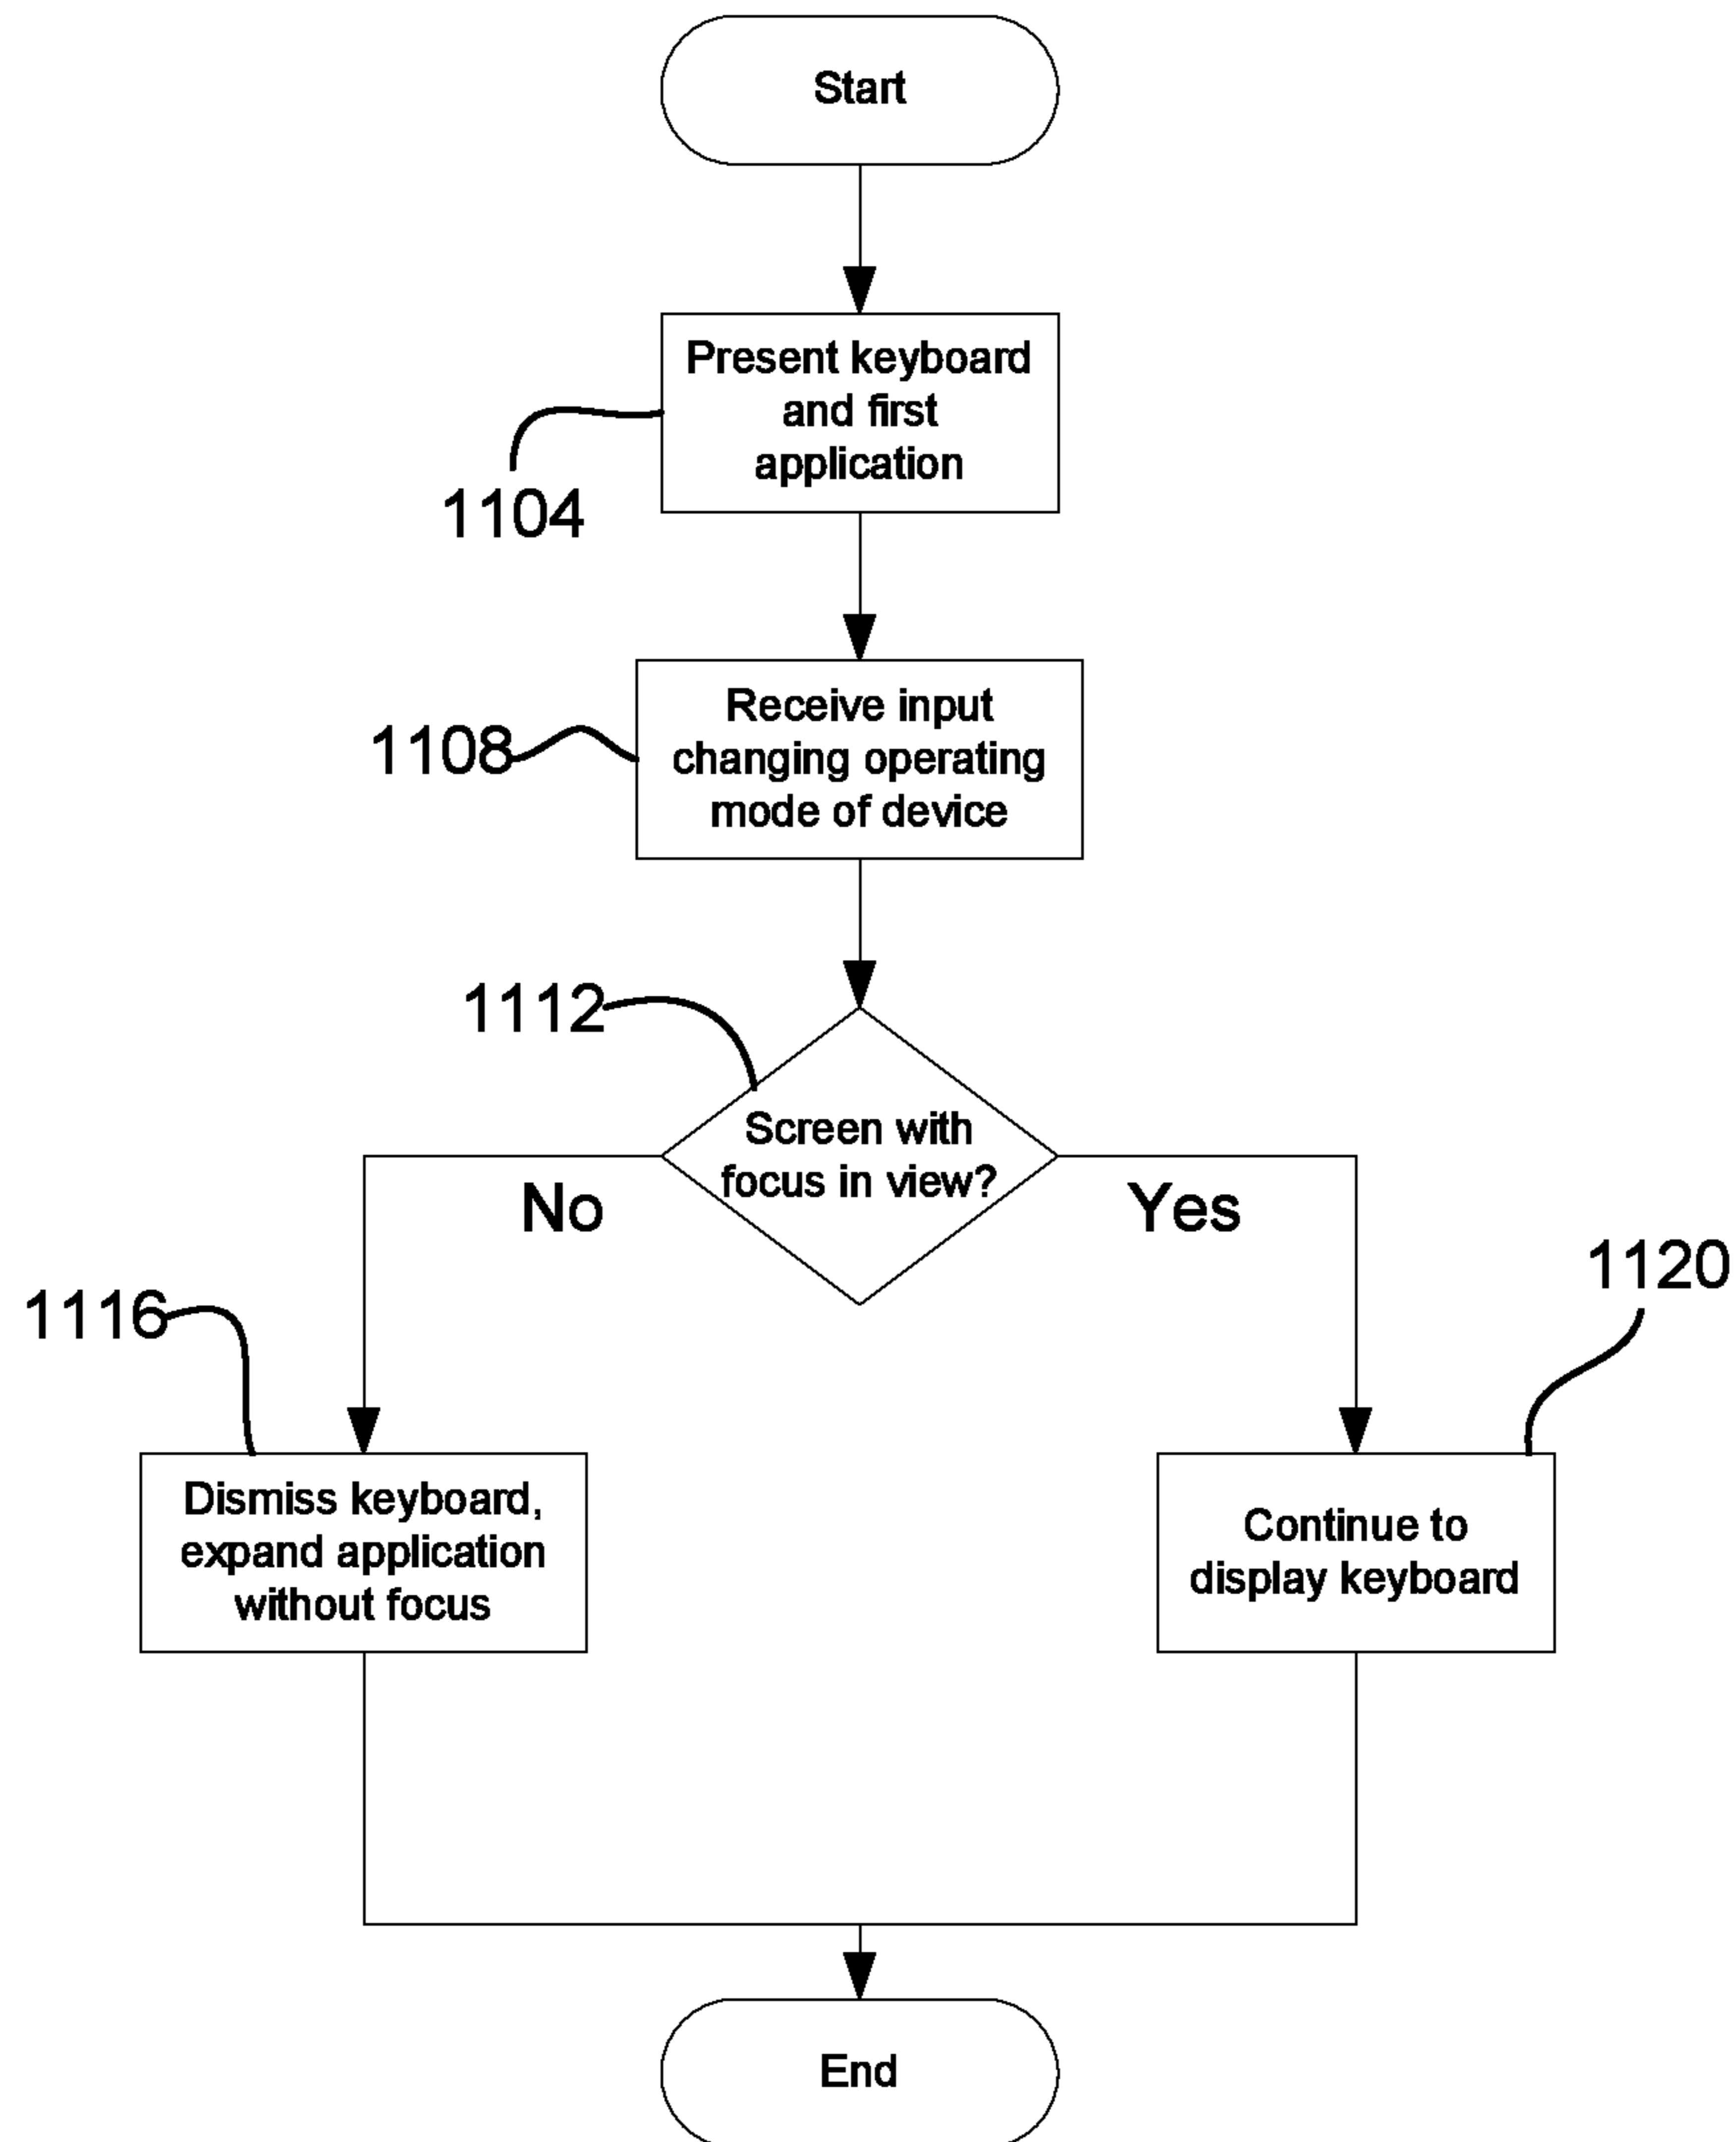 Start
Present keyboard
and first
application
1104
Receive input
changing operating
mode of device
1108
1112
Screen with
focus in view?
No
Yes
1120
1116
Dismiss keyboard,
expand application
without focus
Continue to
display keyboard
End